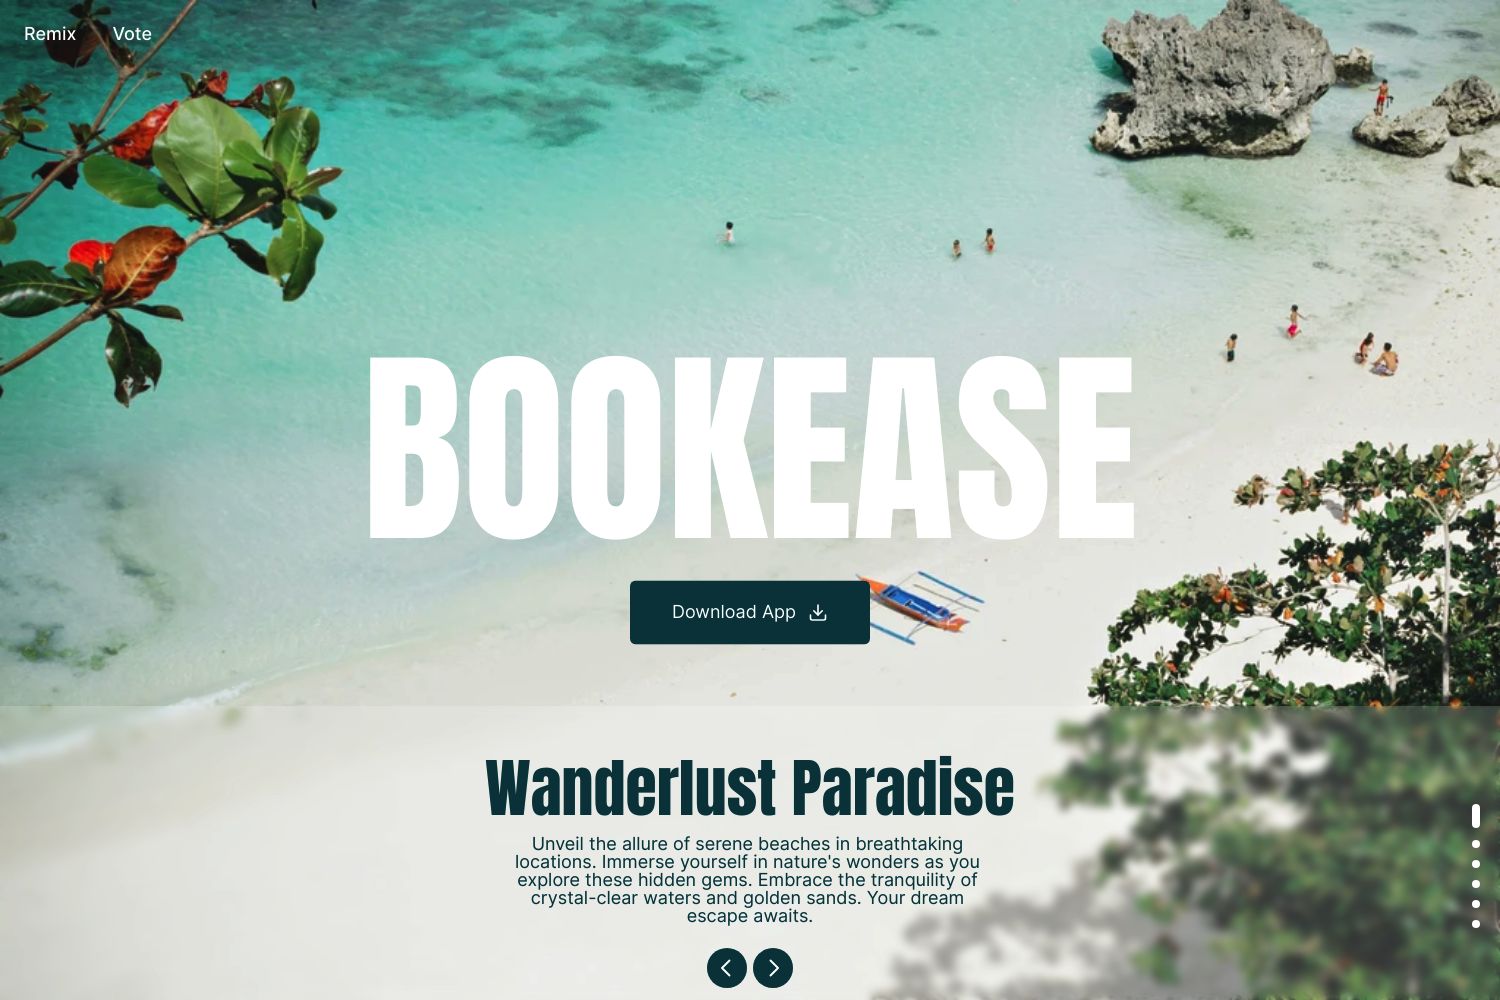 Remix
Vote
BOOKEASE
Download App
Wanderlust Paradise
Unveil the allure of serene beaches in breathtaking
locations. Immerse yourself in nature's wonders as you
explore these hidden gems. Embrace the tranquility of
crystal-clear waters and golden sands. Your dream
escape awaits.